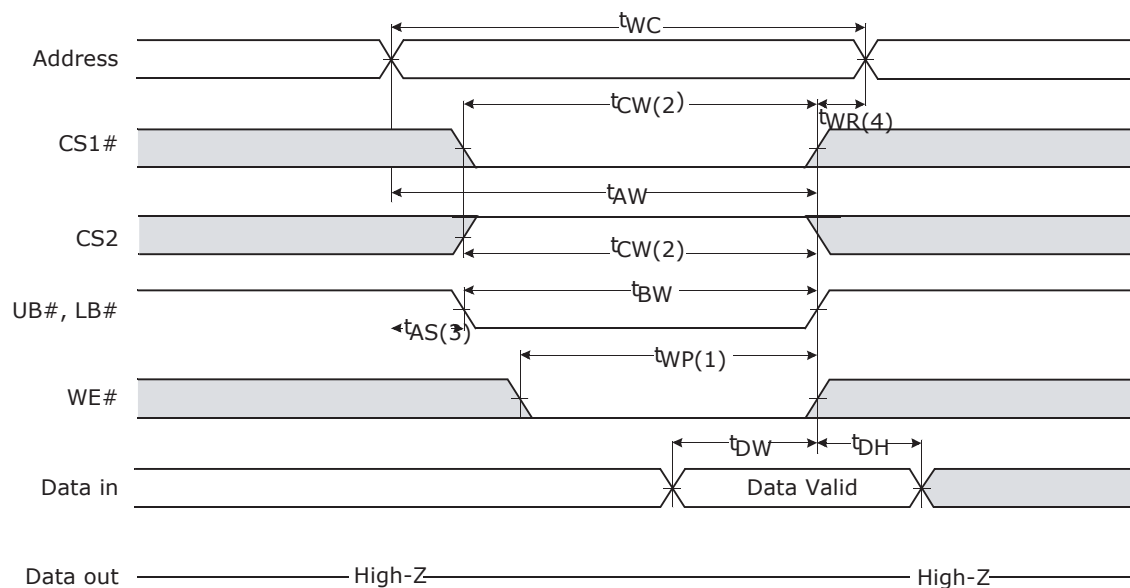 tWC
Address
tCW(2)
tWR(4)
CS1#
tAW
CS2
tCW(2)
tBW
UB#, LB#
tAS(3)
tWP(1)
WE#
tDW
tDH
Data in
Data Valid
Data out
High-Z
High-Z